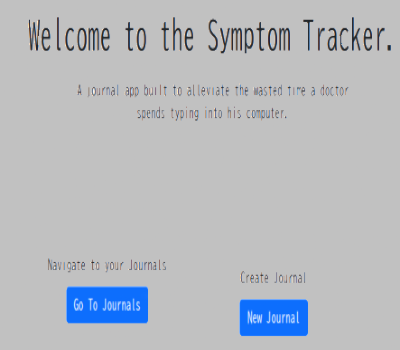 Welcome to the Symptom Tracker.
A journal app built to alleviate the wasted time a doctor
spends typing into his computer.
Navigate to your Journals
Create Journal
Go To Journals
New Journal